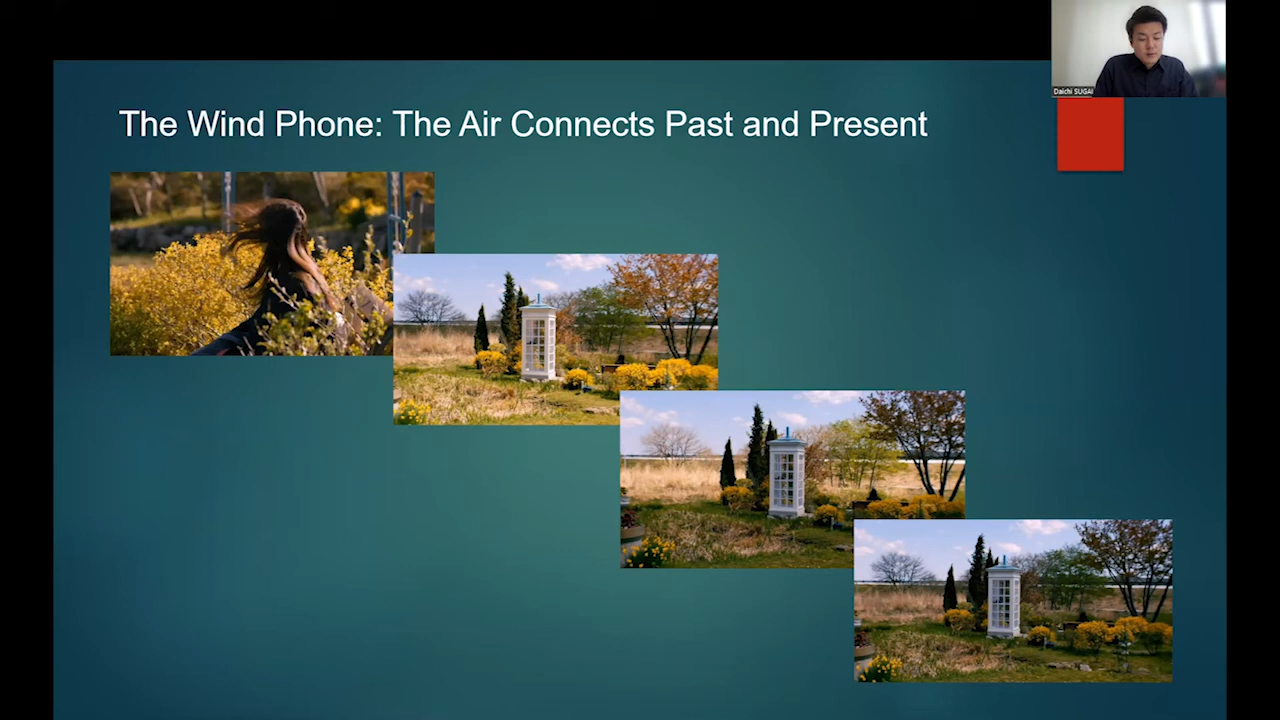 The Wind Phone: The Air Connects Past and Present
Daichi SUGAI